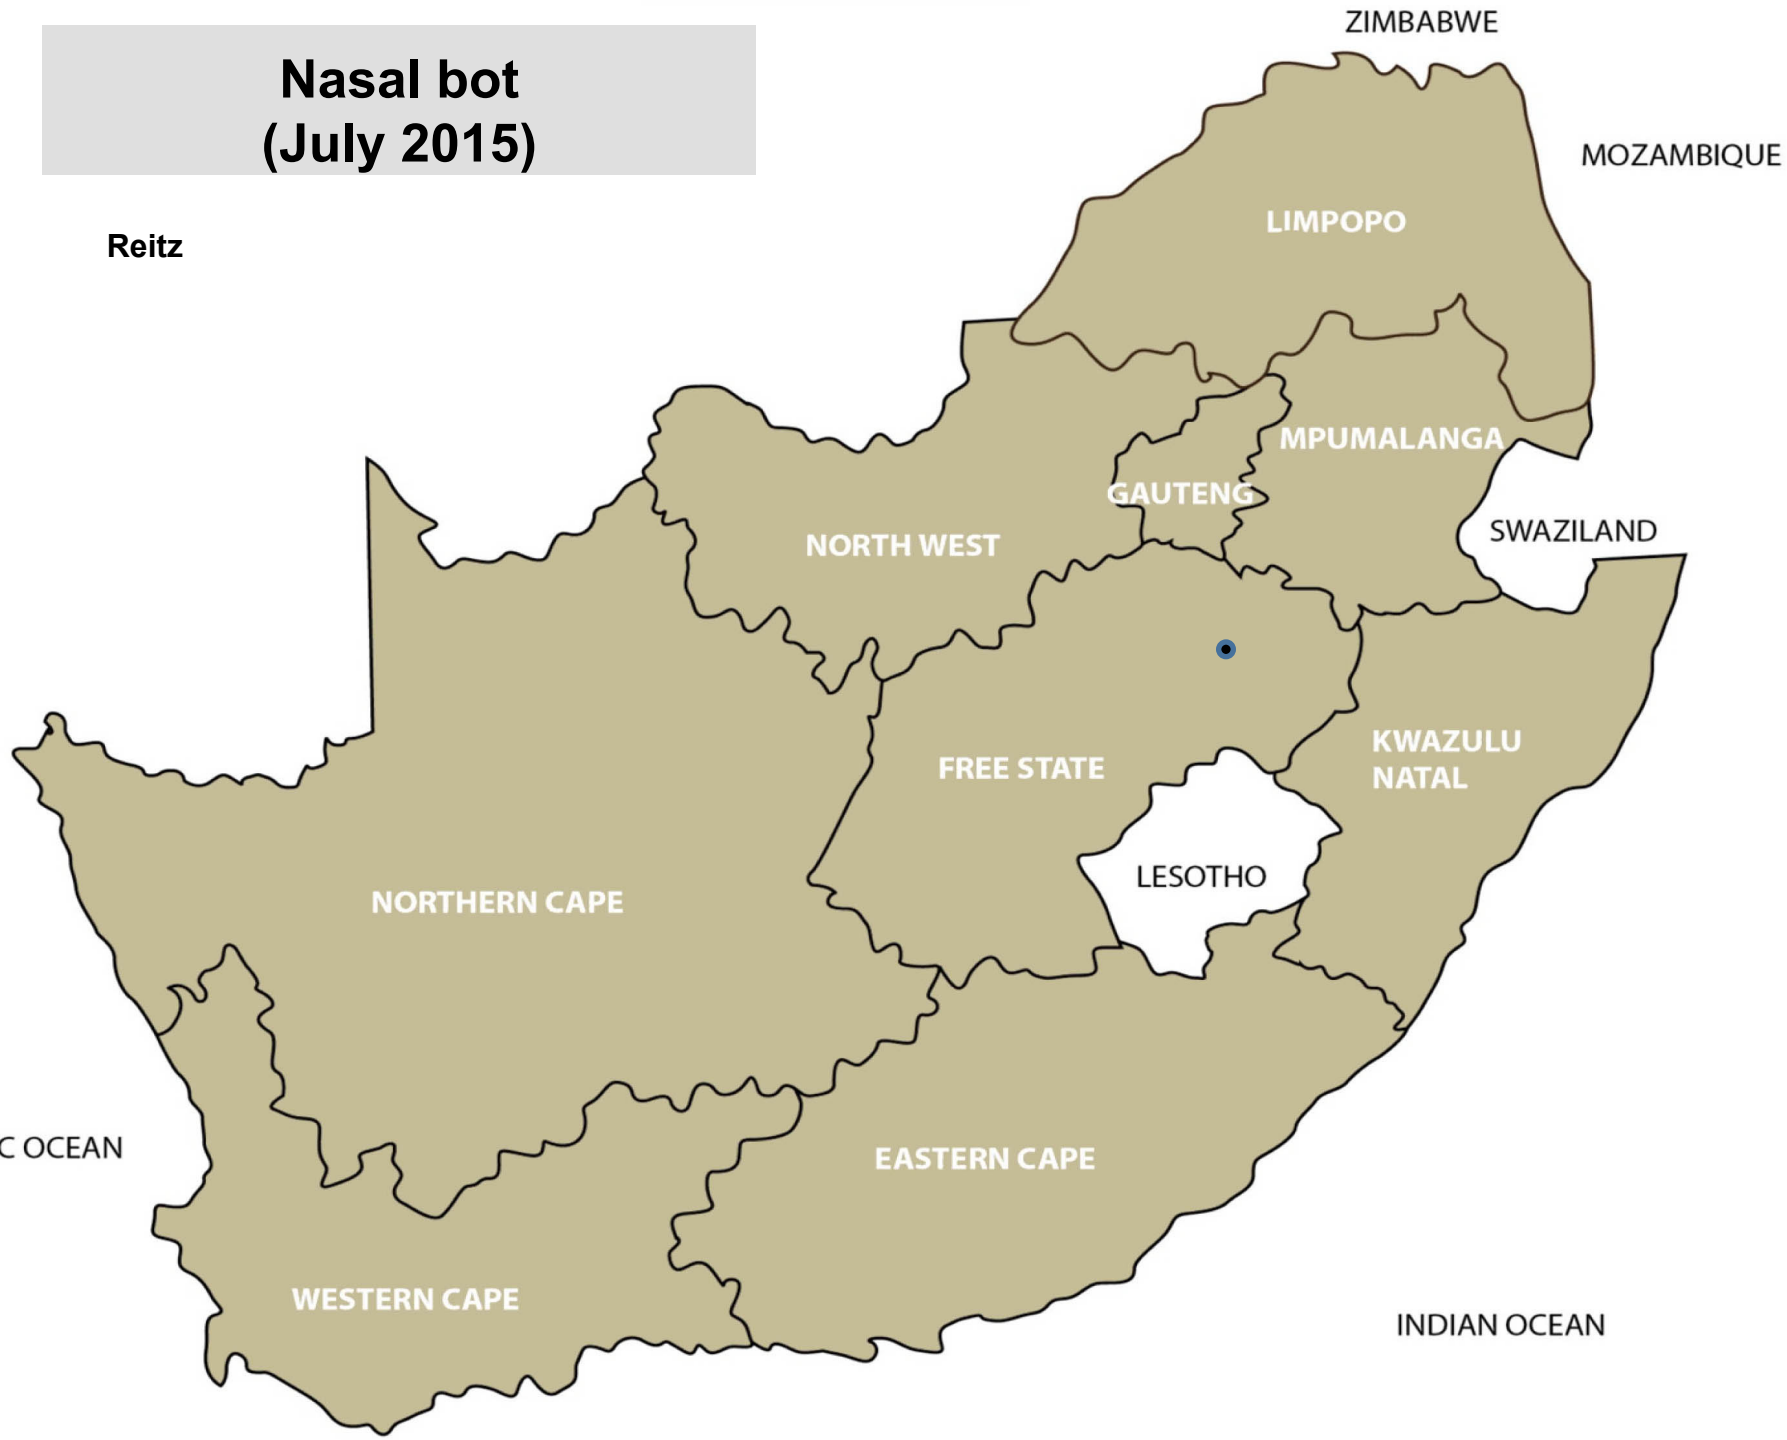 Nasal bot
(July 2015)
Reitz
ZIMBABWE
MOZAMBIQUE
LIMPOPO
MPUMALANGA
GAUTENG
SWAZILAND
NORTH WEST
KWAZULU
NATAL
FREE STATE
LESOTHO
NORTHERN CAPE
C OCEAN
EASTERN CAPE
WESTERN CAPE
INDIAN OCEAN